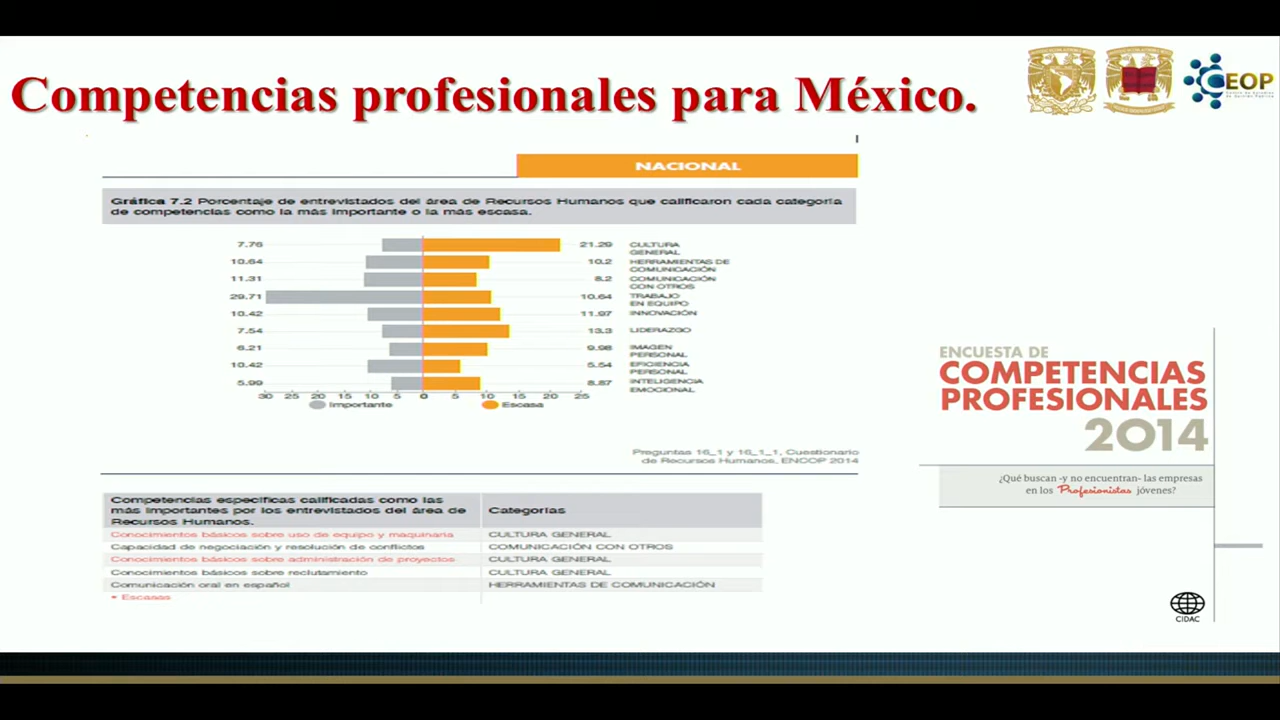 Competencias profesionales para México.
EOP
NACIONAL
Gráfica 7.2 Porcentaje de entrevistados del área de Recursos Humanos que calificaron cada categoría
de competencias como la más importante o la más escasa.
7.76 21.29 CULTURA
GENERAL
10.64 10.2 HERRAMIENTAS DE
COMUNICACIÓN
11.31 8.2 COMUNICACIÓN
CON OTROS
29.71 10.64 TRABAJO
EN EQUIPO
10.42 11.97 INNOVACIÓN
7.54 13.3 LIDERAZGO
6.21 9.98 IMAGEN
PERSONAL
10.42 5.54 EFICIENCIA
PERSONAL
5.99 8.87 INTELIGENCIA
EMOCIONAL
30 25 20 15 10 5 0 5 10 15 20 25
Importante Escasa
Preguntas 16_1 y 16_1_1, Cuestionario
de Recursos Humanos, ENCOP 2014
ENCUESTA DE
COMPETENCIAS
PROFESIONALES
2014
¿Qué buscan -y no encuentran- las empresas
en los Profesionistas jóvenes?
Competencias específicas calificadas como las
más importantes por los entrevistados del área de
Recursos Humanos. Categorías
Conocimientos básicos sobre uso de equipo y maquinaria CULTURA GENERAL
Capacidad de negociación y resolución de conflictos COMUNICACIÓN CON OTROS
Conocimientos básicos sobre administración de proyectos CULTURA GENERAL
Conocimientos básicos sobre reclutamiento CULTURA GENERAL
Comunicación oral en español HERRAMIENTAS DE COMUNICACIÓN
* Escasas
CIDAC